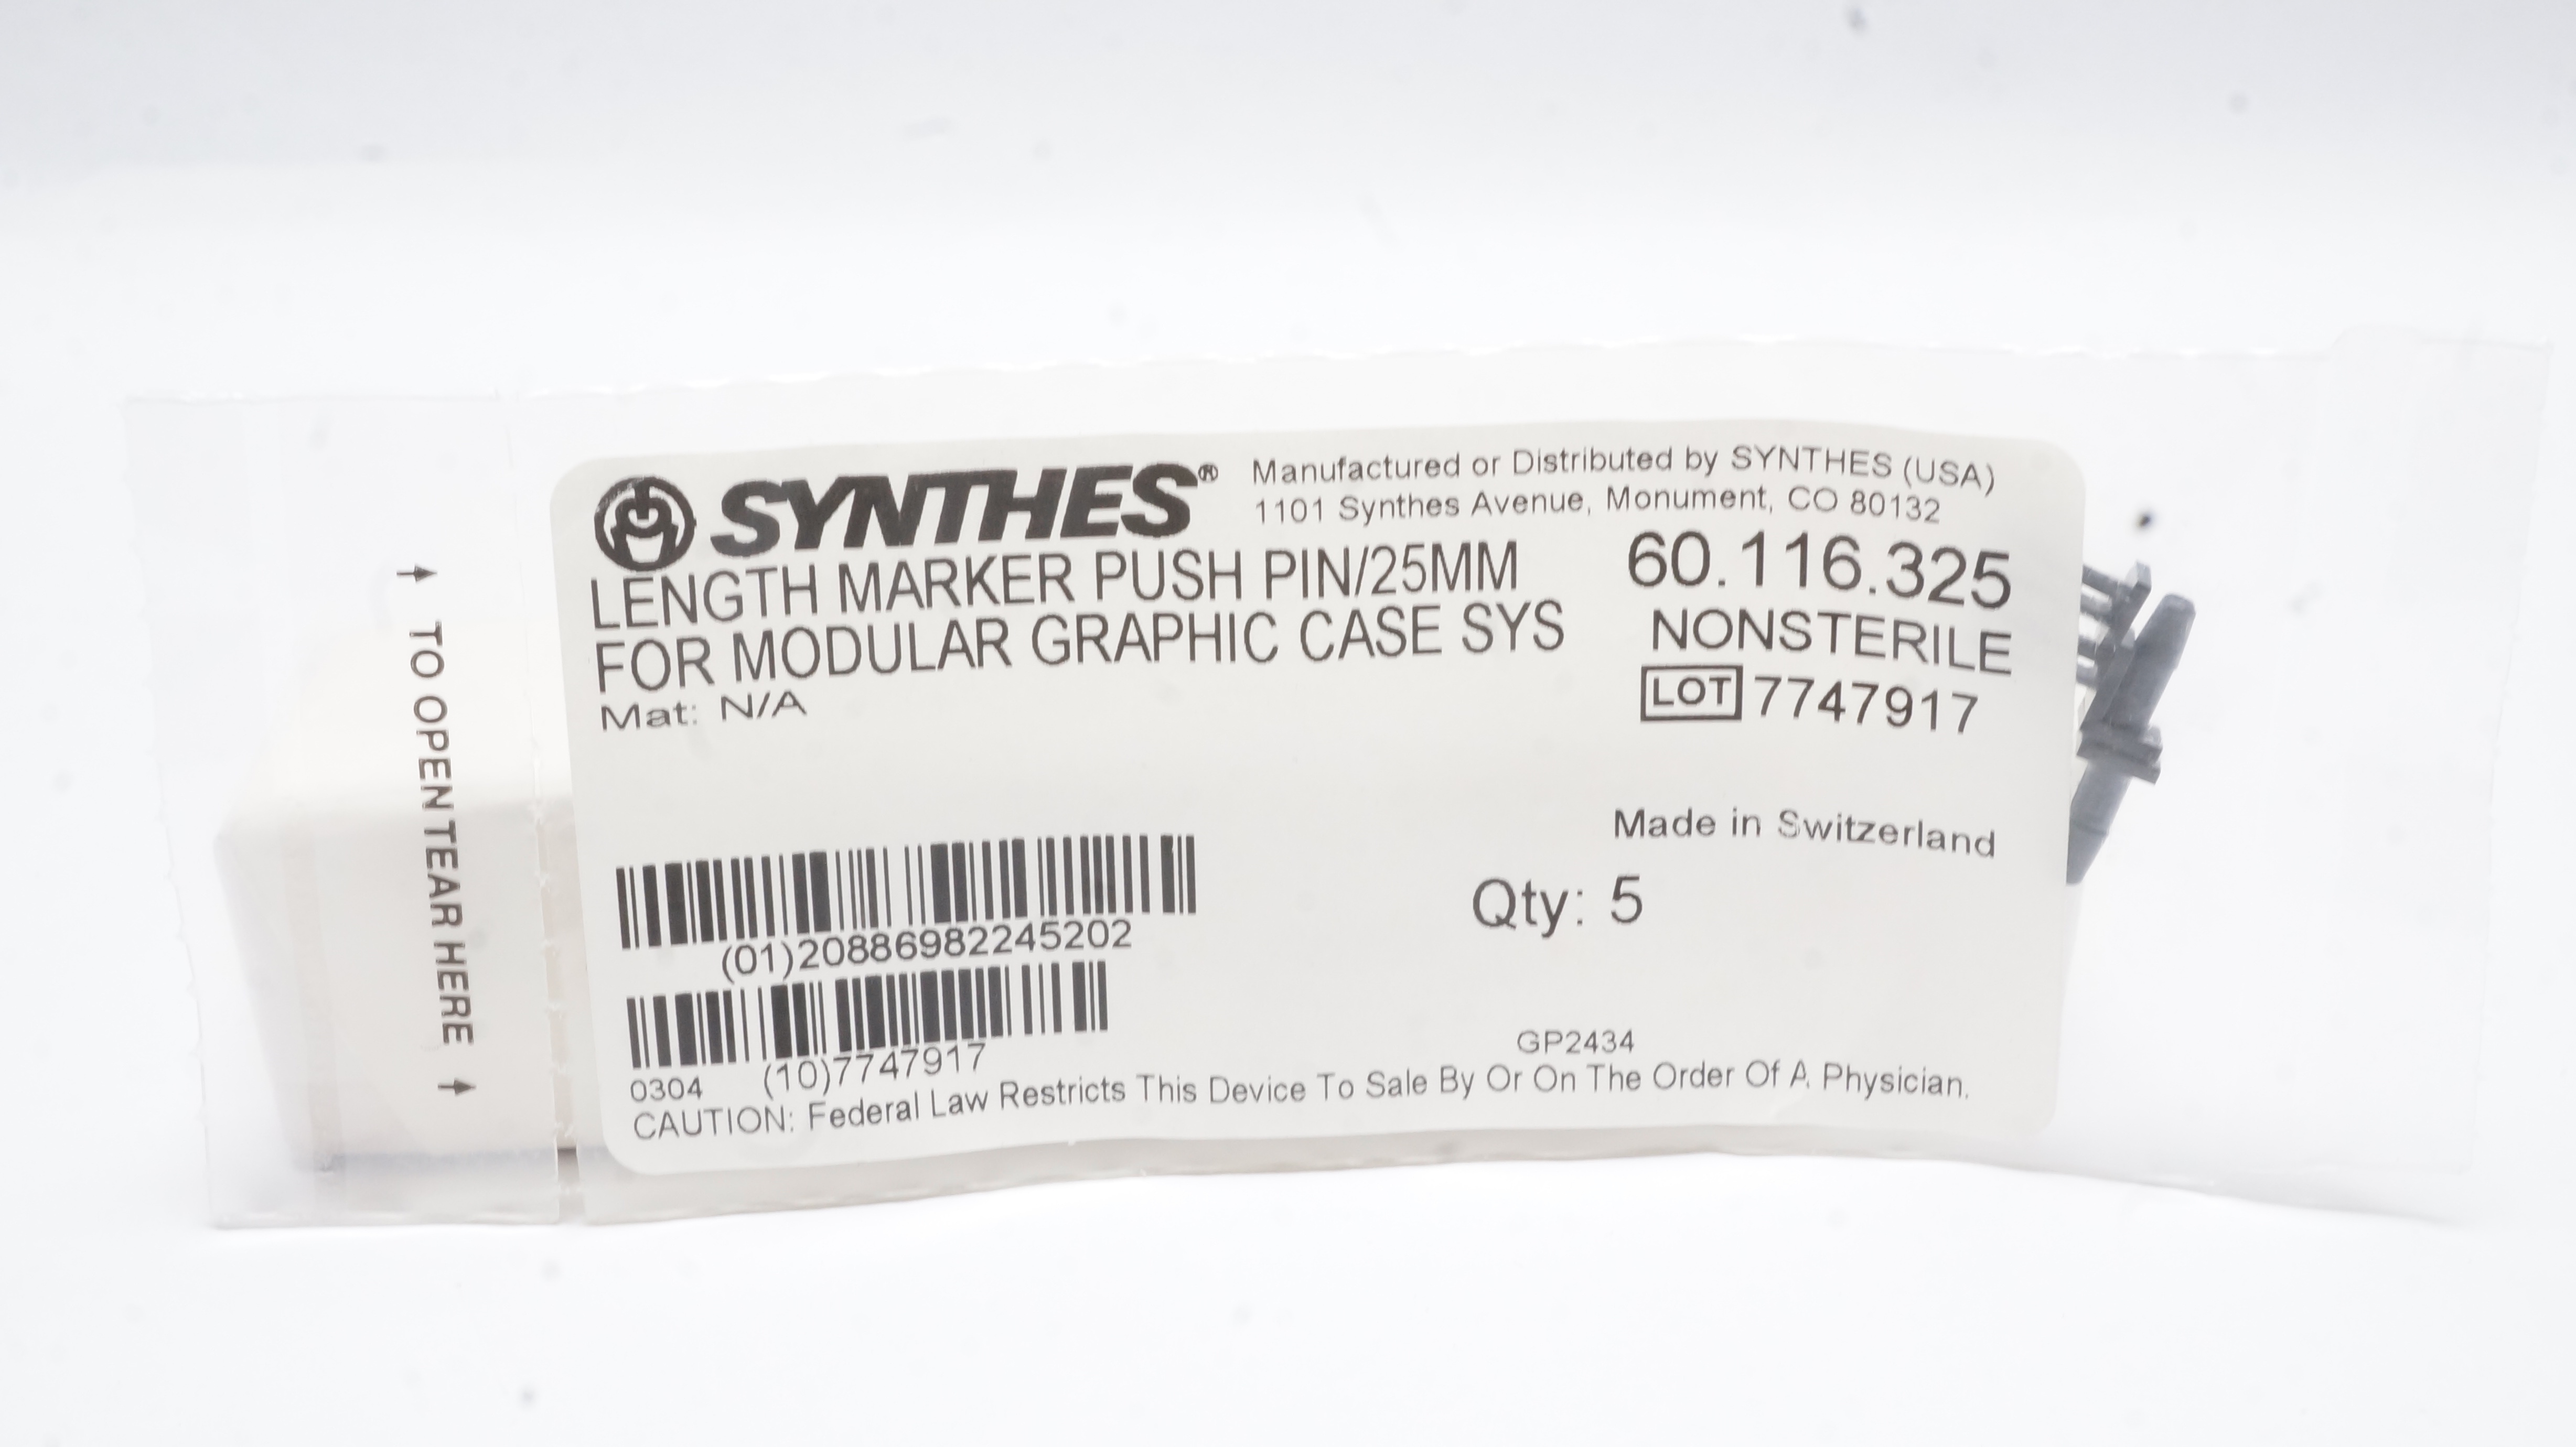 TO OPEN TEAR HERE
SYNTHES®
Manufactured or Distributed by SYNTHES (USA)
1101 Synthes Avenue, Monument, CO 80132
LENGTH MARKER PUSH PIN/25MM
FOR MODULAR GRAPHIC CASE SYS
Mat: N/A
60.116.325
NONSTERILE
LOT 7747917
Made in Switzerland
Qty: 5
(01)20886982245202
(10)7747917
0304
GP2434
CAUTION: Federal Law Restricts This Device To Sale By Or On The Order Of A Physician.